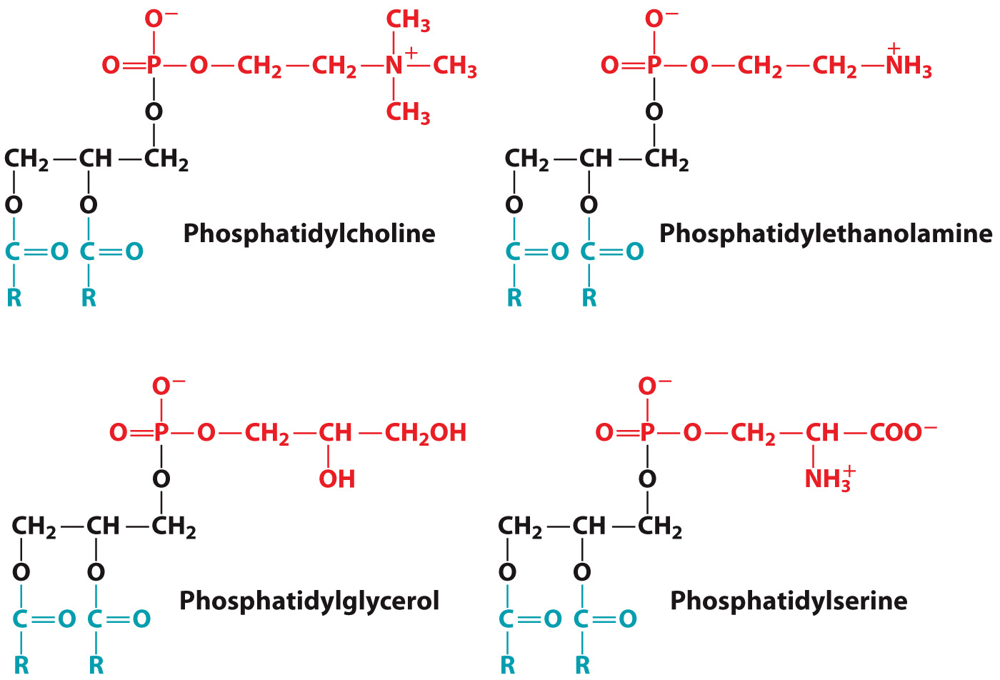 O⁻ CH₃
O=P—O—CH₂—CH₂—N⁺—CH₃
O CH₃
CH₂—CH—CH₂
O O
Phosphatidylcholine
C=O C=O
R R
O⁻
O=P—O—CH₂—CH₂—N⁺H₃
O
CH₂—CH—CH₂
O O
Phosphatidylethanolamine
C=O C=O
R R
O⁻
O=P—O—CH₂—CH—CH₂OH
O OH
CH₂—CH—CH₂
O O
Phosphatidylglycerol
C=O C=O
R R
O⁻
O=P—O—CH₂—CH—COO⁻
O NH₃⁺
CH₂—CH—CH₂
O O
Phosphatidylserine
C=O C=O
R R